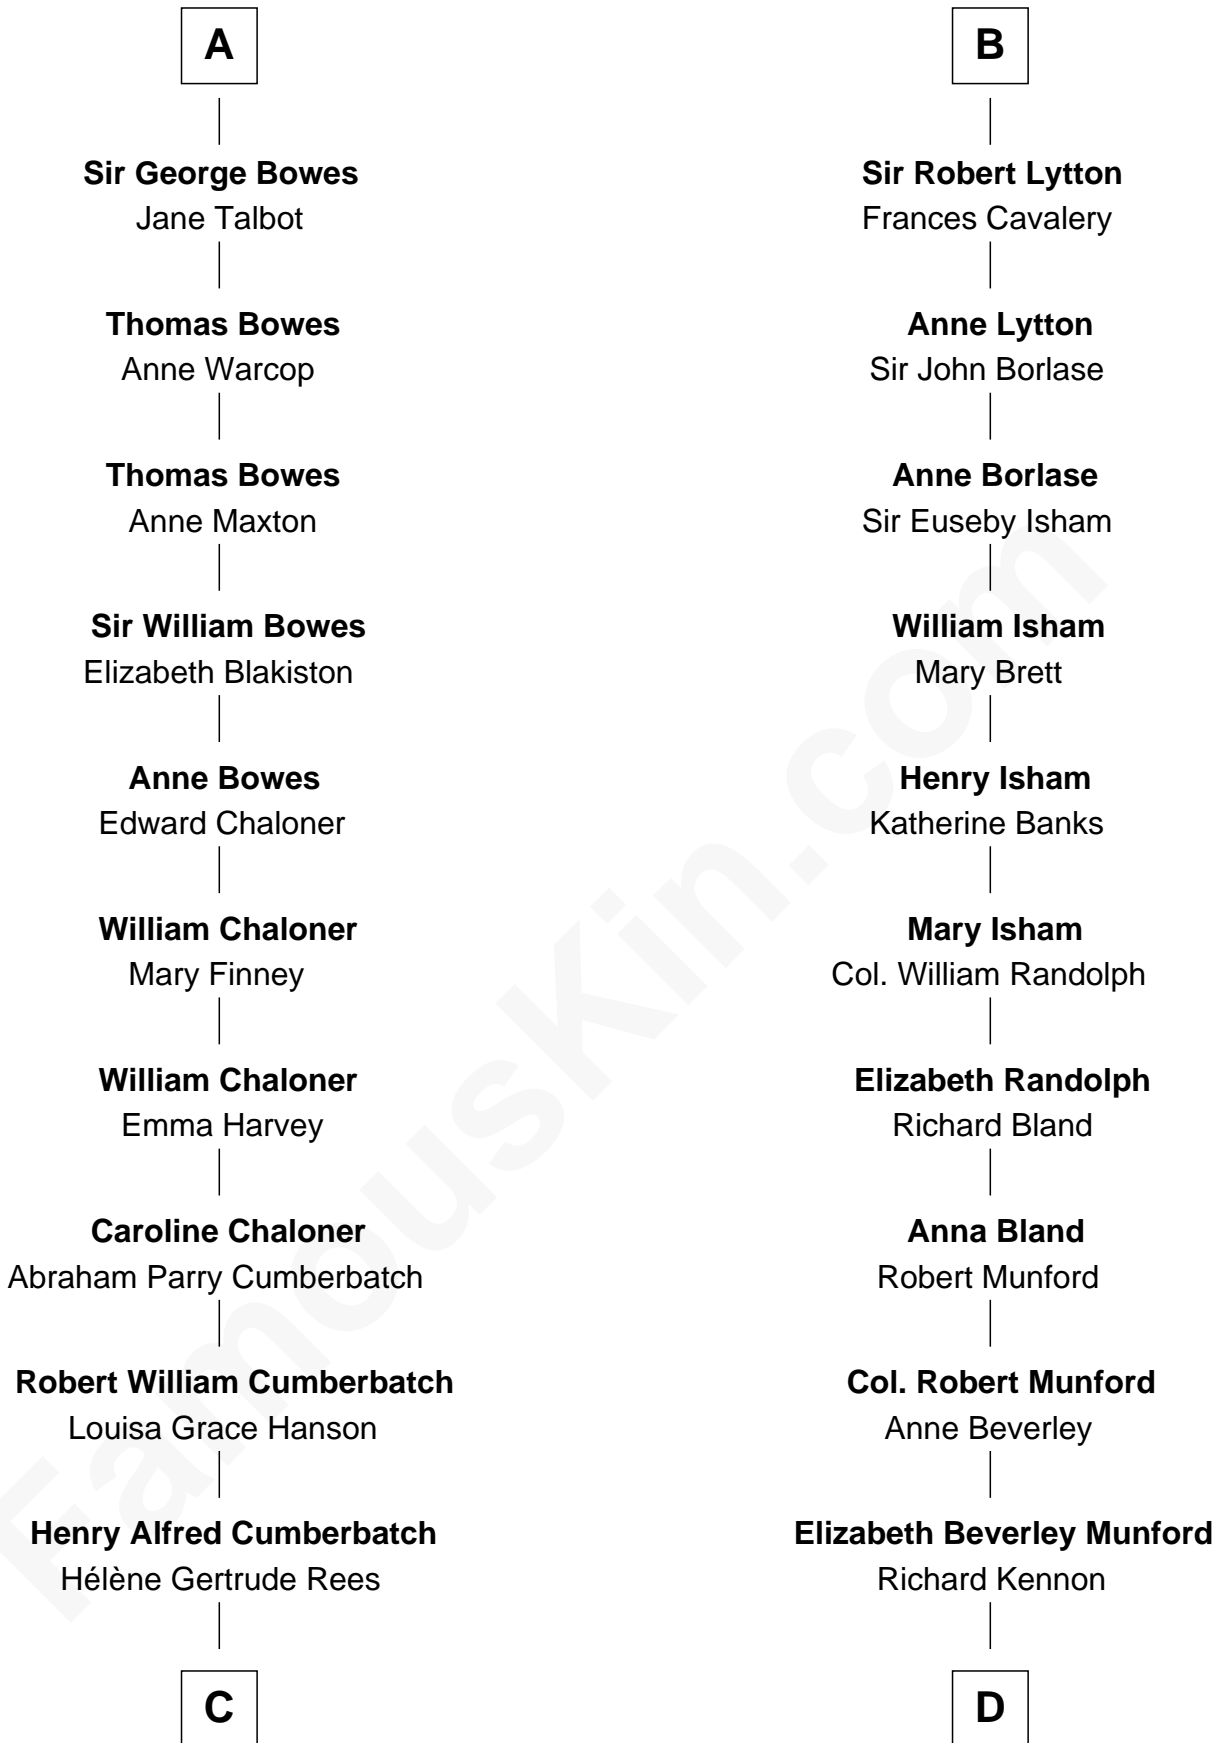 A
Sir George Bowes
Jane Talbot
Thomas Bowes
Anne Warcop
Thomas Bowes
Anne Maxton
Sir William Bowes
Elizabeth Blakiston
Anne Bowes
Edward Chaloner
William Chaloner
Mary Finney
William Chaloner
Emma Harvey
Caroline Chaloner
Abraham Parry Cumberbatch
Robert William Cumberbatch
Louisa Grace Hanson
Henry Alfred Cumberbatch
Hélène Gertrude Rees
C
B
Sir Robert Lytton
Frances Cavalery
Anne Lytton
Sir John Borlase
Anne Borlase
Sir Euseby Isham
William Isham
Mary Brett
Henry Isham
Katherine Banks
Mary Isham
Col. William Randolph
Elizabeth Randolph
Richard Bland
Anna Bland
Robert Munford
Col. Robert Munford
Anne Beverley
Elizabeth Beverley Munford
Richard Kennon
D
FamousKin.com